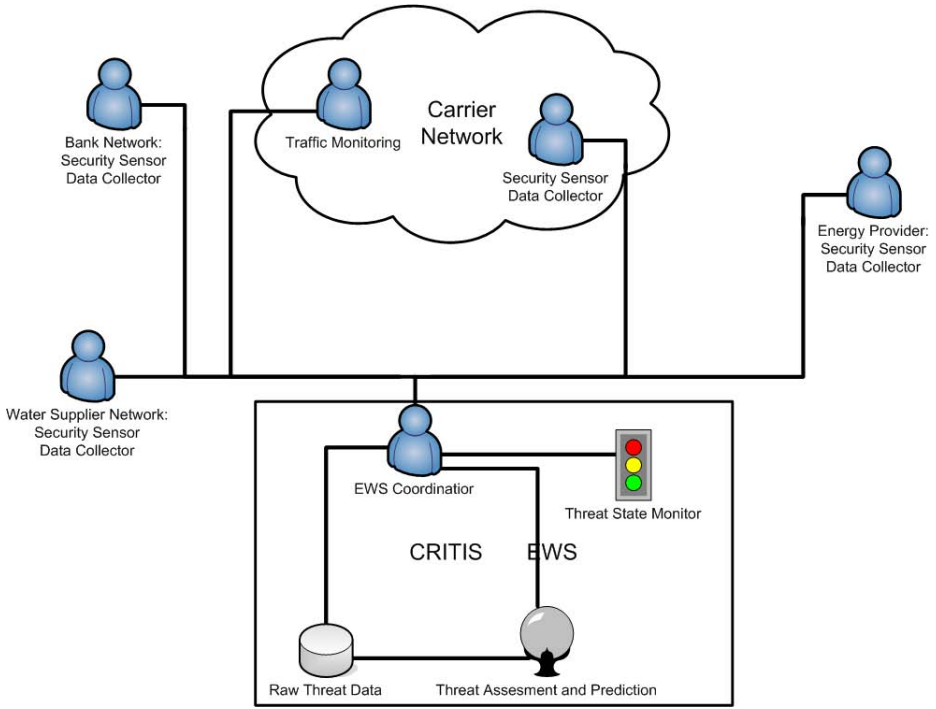 Carrier
Network
Bank Network:
Security Sensor
Data Collector
Traffic Monitoring
Security Sensor
Data Collector
Energy Provider:
Security Sensor
Data Collector
Water Supplier Network:
Security Sensor
Data Collector
EWS Coordinatior
Threat State Monitor
CRITIS EWS
Raw Threat Data
Threat Assesment and Prediction